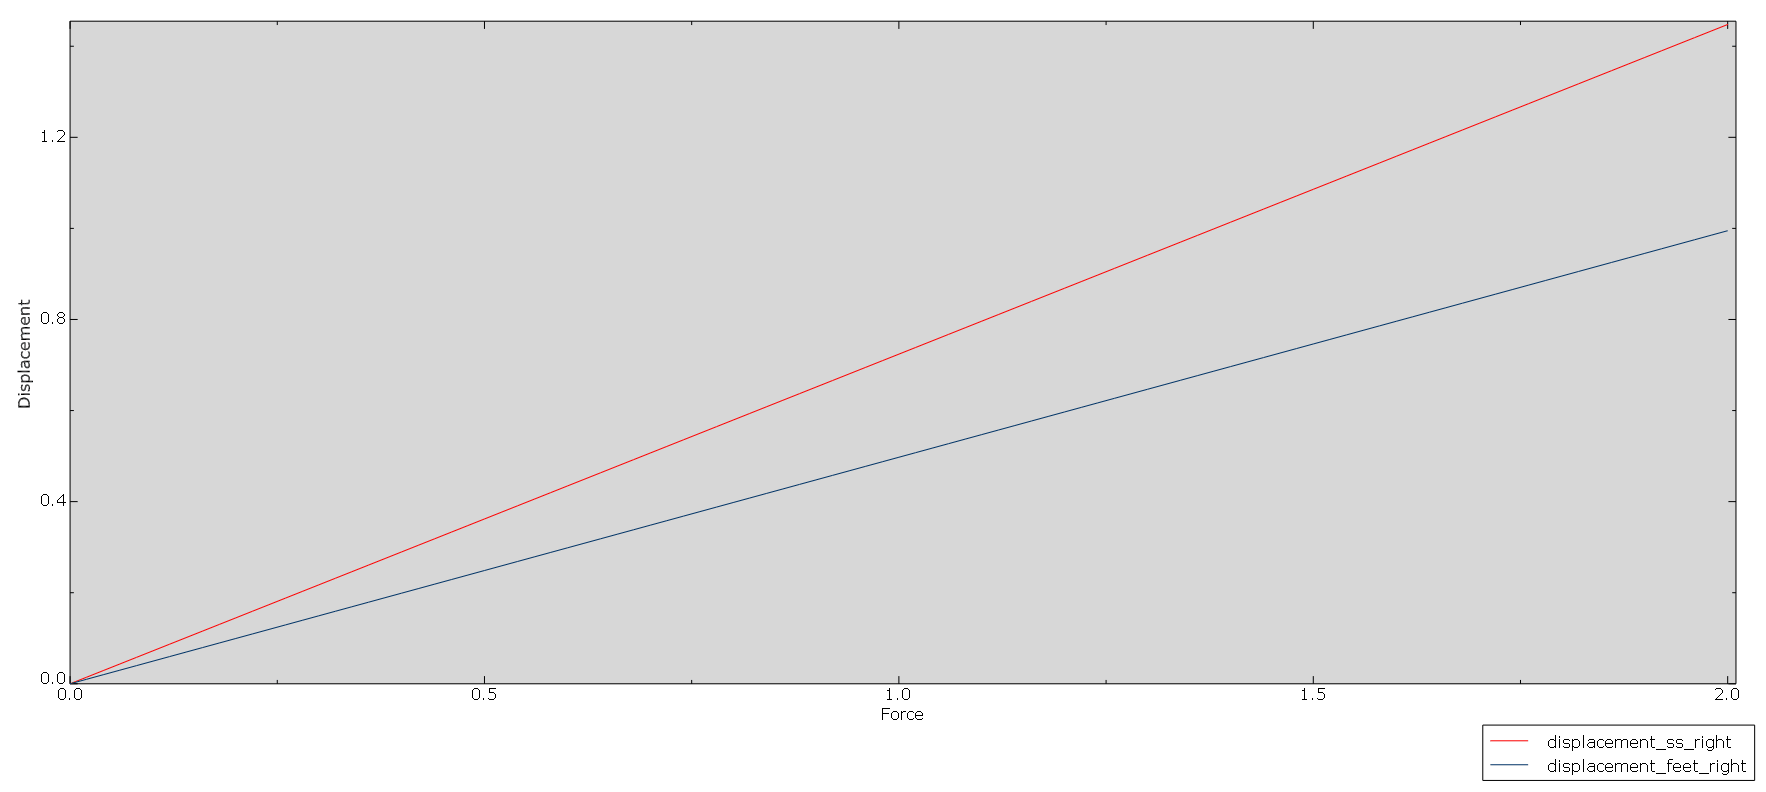 1.2
0.8
0.4
0.0
Displacement
0.0 0.5 1.0 1.5 2.0
Force
displacement_ss_right
displacement_feet_right